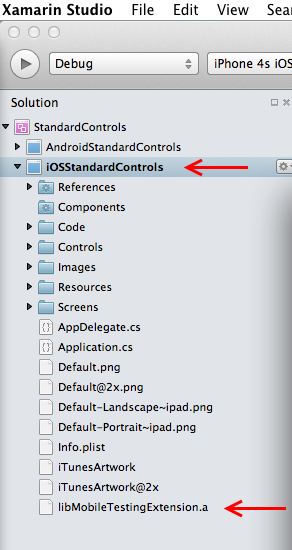 Xamarin Studio File Edit View Sea
Debug iPhone 4s iOS
Solution
StandardControls
AndroidStandardControls
iOSStandardControls
References
Components
Code
Controls
Images
Resources
Screens
AppDelegate.cs
Application.cs
Default.png
Default@2x.png
Default-Landscape~ipad.png
Default-Portrait~ipad.png
Info.plist
iTunesArtwork
iTunesArtwork@2x
libMobileTestingExtension.a